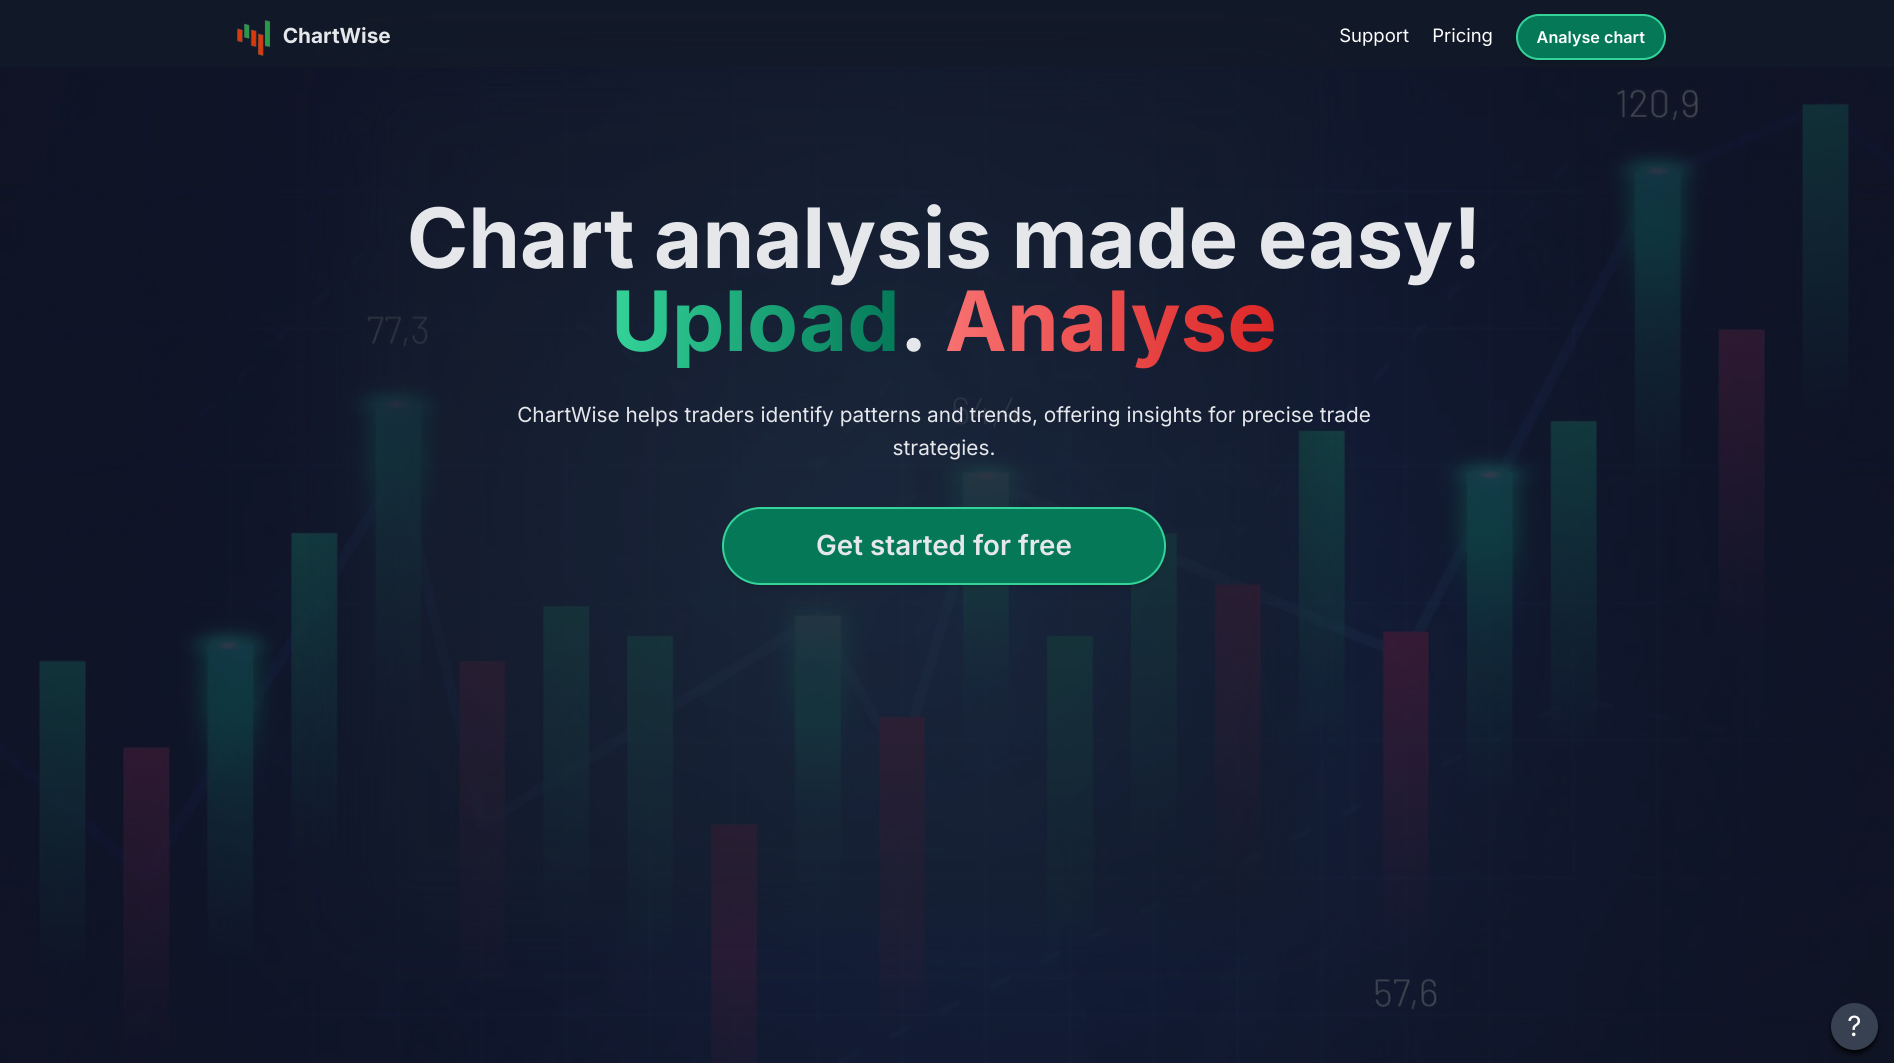 ChartWise
Support
Pricing
Analyse chart
120,9
Chart analysis made easy!
77,3
Upload. Analyse
ChartWise helps traders identify patterns and trends, offering insights for precise trade
strategies.
Get started for free
57,6
?